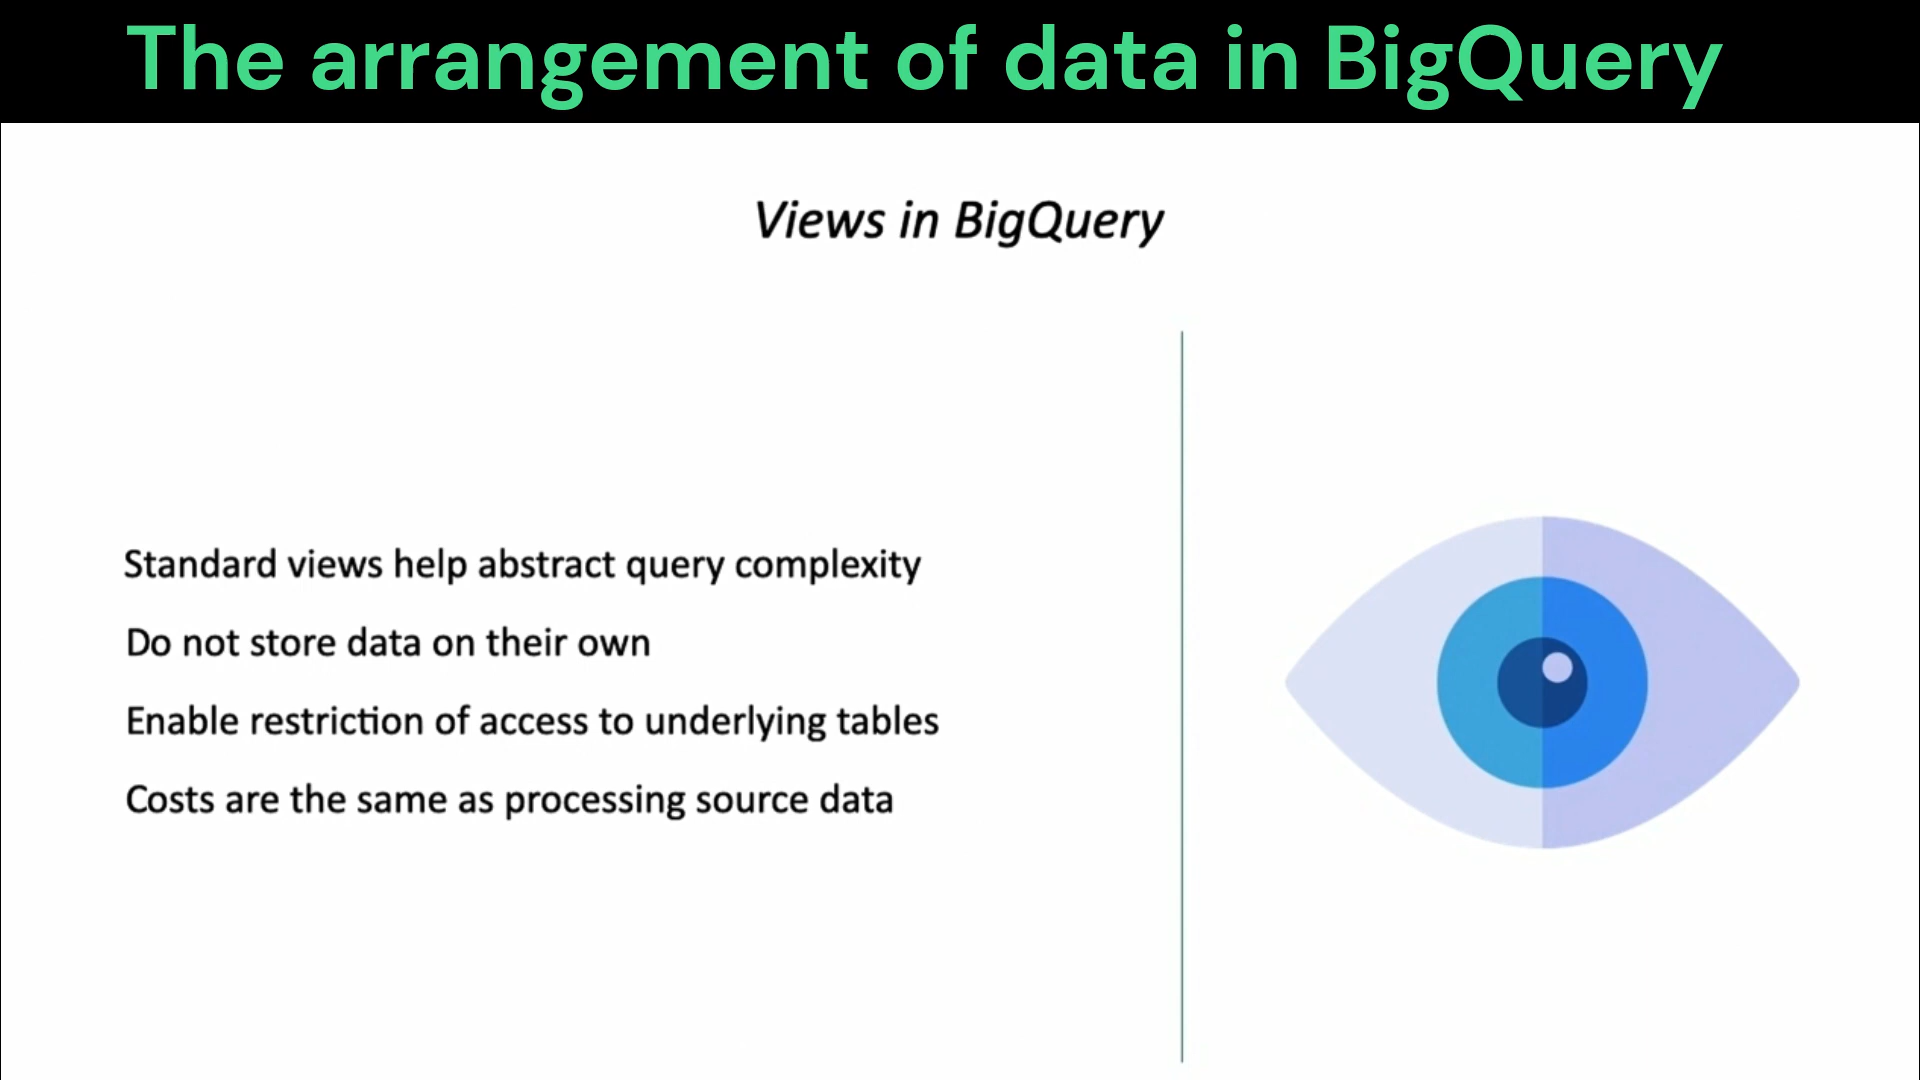 The arrangement of data in BigQuery
Views in BigQuery
Standard views help abstract query complexity
Do not store data on their own
Enable restriction of access to underlying tables
Costs are the same as processing source data